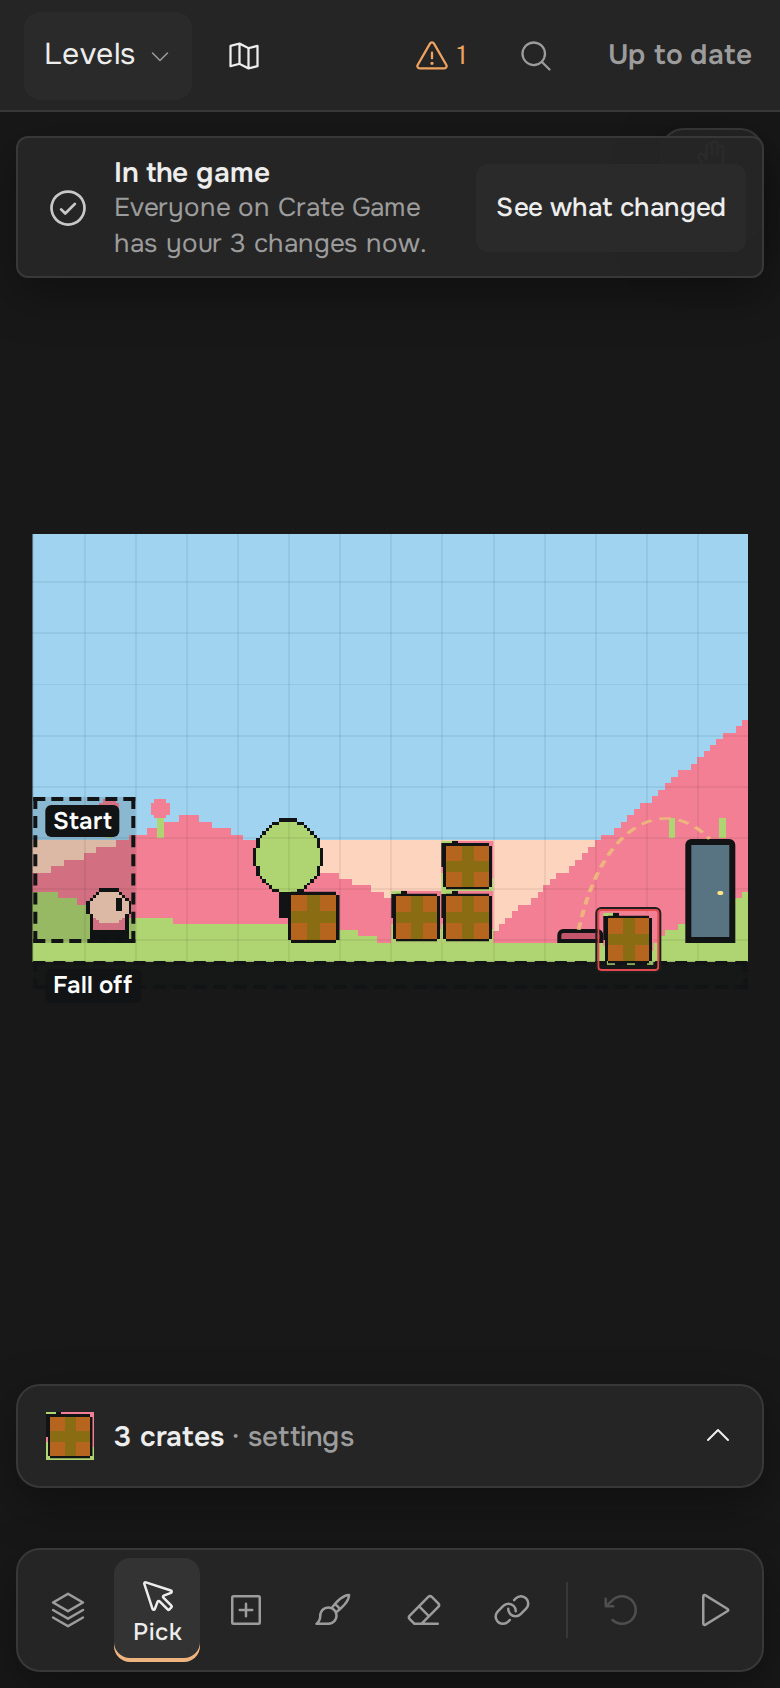 Levels
1
Up to date
In the game
Everyone on Crate Game
has your 3 changes now.
See what changed
Start
Fall off
3 crates · settings
Pick